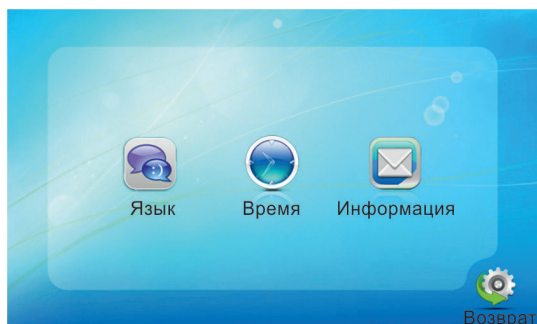 Язык Время Информация
Возврат